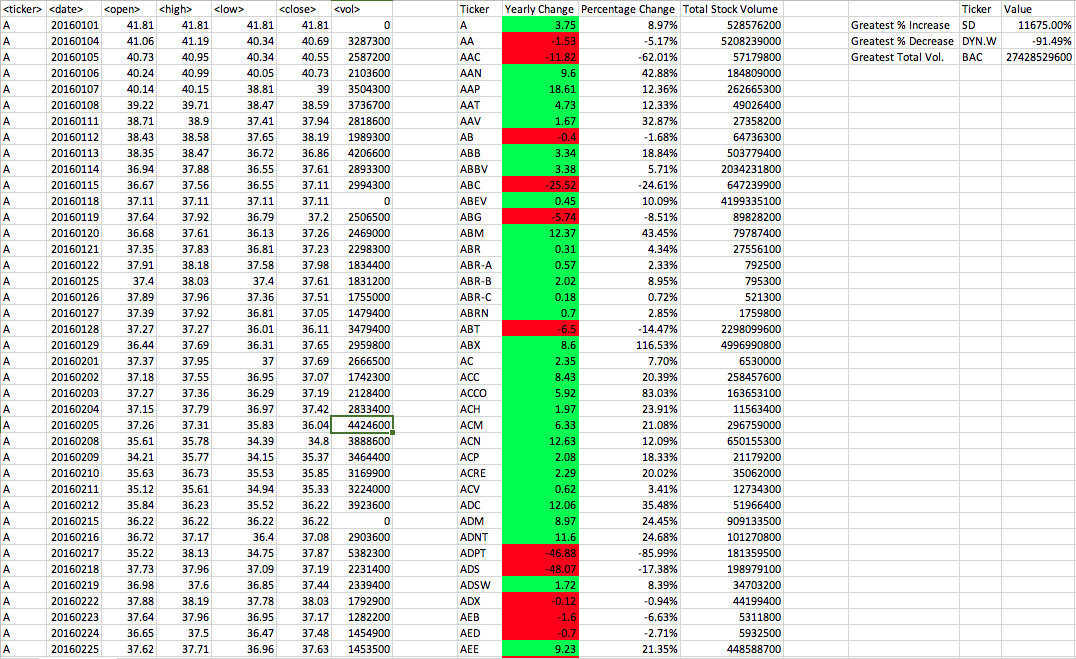 <ticker> <date> <open> <high> <low> <close> <vol> Ticker Yearly Change Percentage Change Total Stock Volume Ticker Value
A 20160101 41.81 41.81 41.81 41.81 0 A 3.75 8.97% 528576200 Greatest % Increase SD 11675.00%
A 20160104 41.06 41.19 40.34 40.69 3287300 AA -1.53 -5.17% 5208239000 Greatest % Decrease DYN.W -91.49%
A 20160105 40.73 40.95 40.34 40.55 2587200 AAC -11.82 -62.01% 57179800 Greatest Total Vol. BAC 27428529600
A 20160106 40.24 40.99 40.05 40.73 2103600 AAN 9.6 42.88% 184809000
A 20160107 40.14 40.15 38.81 39 3504300 AAP 18.61 12.36% 262665300
A 20160108 39.22 39.71 38.47 38.59 3736700 AAT 4.73 12.33% 49026400
A 20160111 38.71 38.9 37.41 37.94 2818600 AAV 1.67 32.87% 27358200
A 20160112 38.43 38.58 37.65 38.19 1989300 AB -0.4 -1.68% 64736300
A 20160113 38.35 38.47 36.72 36.86 4206600 ABB 3.34 18.84% 503779400
A 20160114 36.94 37.88 36.55 37.61 2893300 ABBV 3.38 5.71% 2034231800
A 20160115 36.67 37.56 36.55 37.11 2994300 ABC -25.52 -24.61% 647239900
A 20160118 37.11 37.11 37.11 37.11 0 ABEV 0.45 10.09% 4199335100
A 20160119 37.64 37.92 36.79 37.2 2506500 ABG -5.74 -8.51% 89828200
A 20160120 36.68 37.61 36.13 37.26 2469000 ABM 12.37 43.45% 79787400
A 20160121 37.35 37.83 36.81 37.23 2298300 ABR 0.31 4.34% 27556100
A 20160122 37.91 38.18 37.58 37.98 1834400 ABR-A 0.57 2.33% 792500
A 20160125 37.4 38.03 37.4 37.61 1831200 ABR-B 2.02 8.95% 795300
A 20160126 37.89 37.96 37.36 37.51 1755000 ABR-C 0.18 0.72% 521300
A 20160127 37.39 37.92 36.81 37.05 1479400 ABRN 0.7 2.85% 1759800
A 20160128 37.27 37.27 36.01 36.11 3479400 ABT -6.5 -14.47% 2298099600
A 20160129 36.44 37.69 36.31 37.65 2959800 ABX 8.6 116.53% 4996990800
A 20160201 37.37 37.95 37 37.69 2666500 AC 2.35 7.70% 6530000
A 20160202 37.18 37.55 36.95 37.07 1742300 ACC 8.43 20.39% 258457600
A 20160203 37.27 37.36 36.29 37.19 2128400 ACCO 5.92 83.03% 163653100
A 20160204 37.15 37.79 36.97 37.42 2833400 ACH 1.97 23.91% 11563400
A 20160205 37.26 37.31 35.83 36.04 4424600 ACM 6.33 21.08% 296759000
A 20160208 35.61 35.78 34.39 34.8 3888600 ACN 12.63 12.09% 650155300
A 20160209 34.21 35.77 34.15 35.37 3464400 ACP 2.08 18.33% 21179200
A 20160210 35.63 36.73 35.53 35.85 3169900 ACRE 2.29 20.02% 35062000
A 20160211 35.12 35.61 34.94 35.33 3224000 ACV 0.62 3.41% 12734300
A 20160212 35.84 36.23 35.52 36.22 3923600 ADC 12.06 35.48% 51966400
A 20160215 36.22 36.22 36.22 36.22 0 ADM 8.97 24.45% 909133500
A 20160216 36.72 37.17 36.4 37.08 2903600 ADNT 11.6 24.68% 101270800
A 20160217 35.22 38.13 34.75 37.87 5382300 ADPT -46.88 -85.99% 181359500
A 20160218 37.73 37.96 37.09 37.19 2231400 ADS -48.07 -17.38% 198979100
A 20160219 36.98 37.6 36.85 37.44 2339400 ADSW 1.72 8.39% 34703200
A 20160222 37.88 38.19 37.78 38.03 1792900 ADX -0.12 -0.94% 44199400
A 20160223 37.64 37.96 36.95 37.17 1282200 AEB -1.6 -6.63% 5311800
A 20160224 36.65 37.5 36.47 37.48 1454900 AED -0.7 -2.71% 5932500
A 20160225 37.62 37.71 36.96 37.63 1453500 AEE 9.23 21.35% 448588700